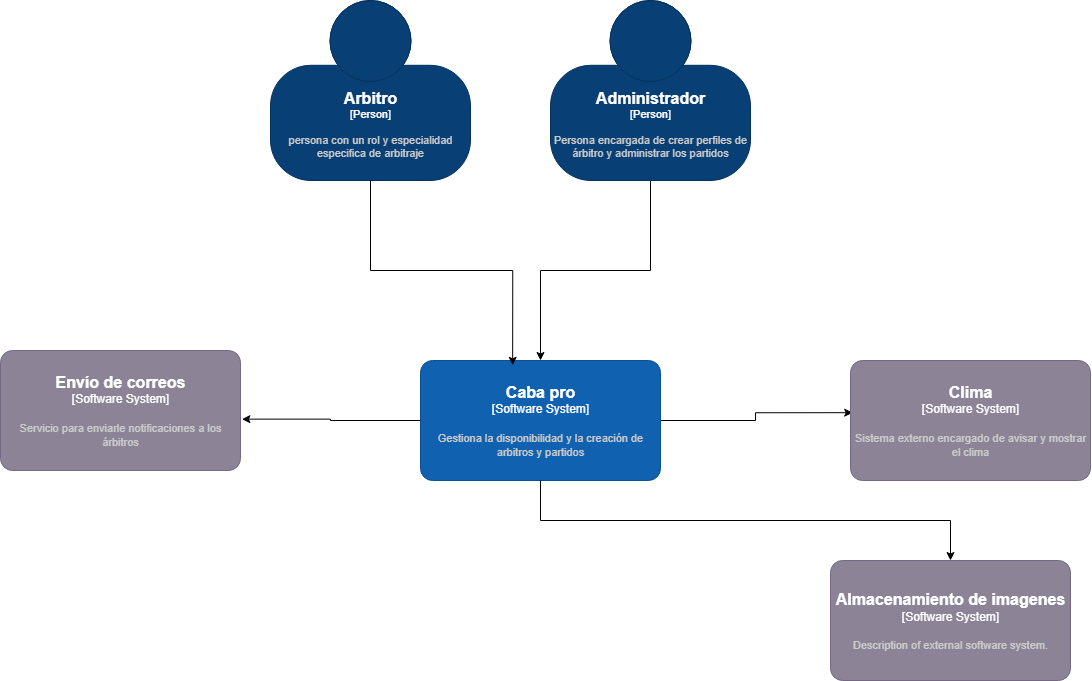 Arbitro
[Person]
persona con un rol y especialidad
especifica de arbitraje
Administrador
[Person]
Persona encargada de crear perfiles de
árbitro y administrar los partidos
Envío de correos
[Software System]
Servicio para enviarle notificaciones a los
árbitros
Caba pro
[Software System]
Gestiona la disponibilidad y la creación de
arbitros y partidos
Clima
[Software System]
Sistema externo encargado de avisar y mostrar
el clima
Almacenamiento de imagenes
[Software System]
Description of external software system.